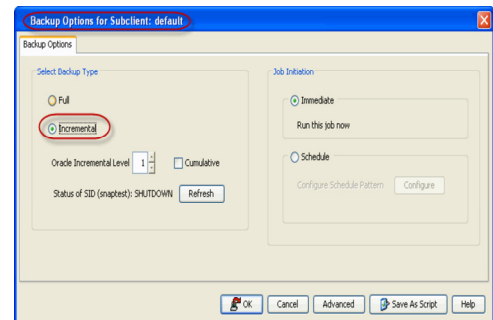 Backup Options for Subclient: default
Backup Options
Select Backup Type
Full
Incremental
Oracle Incremental Level 1 Cumulative
Status of SID (snaptest): SHUTDOWN Refresh
Job Initiation
Immediate
Run this job now
Schedule
Configure Schedule Pattern Configure
OK Cancel Advanced Save As Script Help